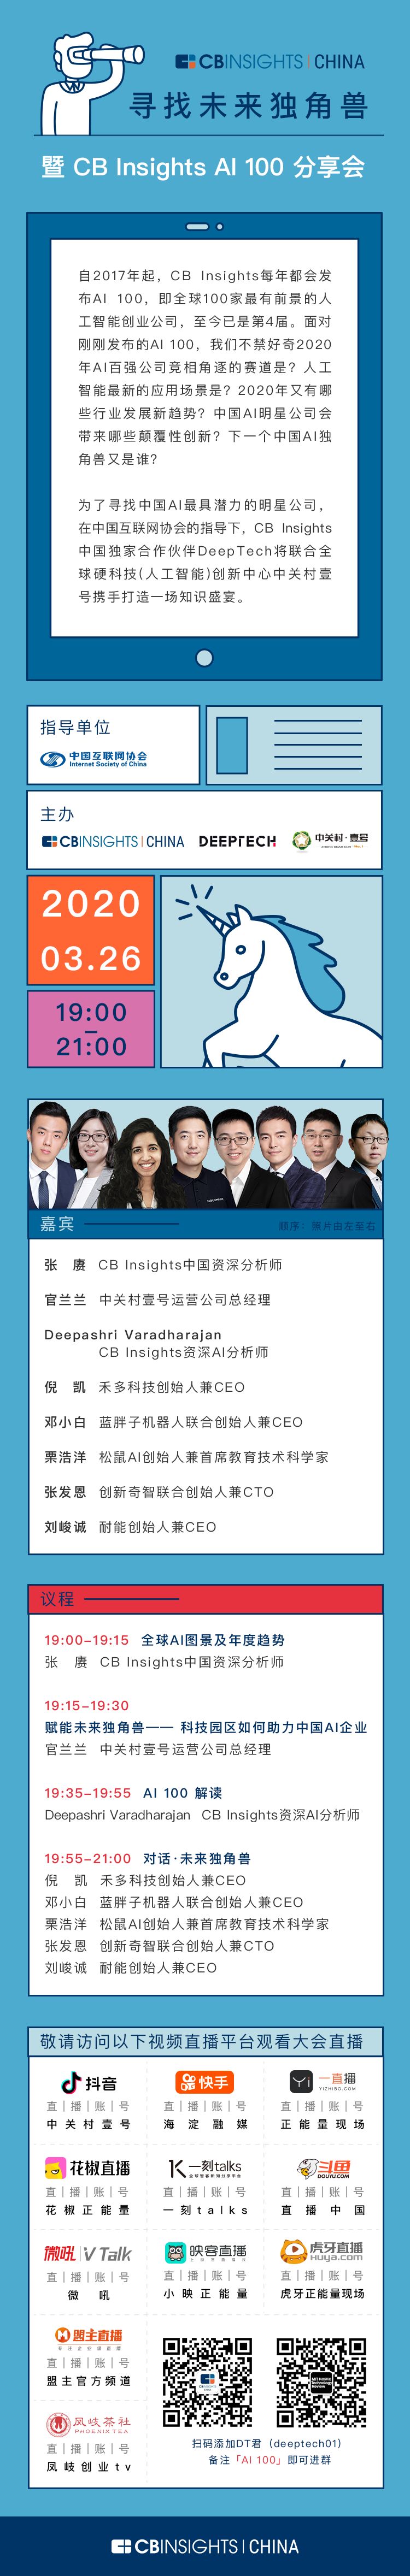 CBINSIGHTS | CHINA
寻找未来独角兽
暨 CB Insights AI 100 分享会
自2017年起，CB Insights每年都会发
布AI 100，即全球100家最有前景的人
工智能创业公司，至今已是第4届。面对
刚刚发布的AI 100，我们不禁好奇2020
年AI百强公司竞相角逐的赛道是？人工
智能最新的应用场景是？2020年又有哪
些行业发展新趋势？中国AI明星公司会
带来哪些颠覆性创新？下一个中国AI独
角兽又是谁？
为了寻找中国AI最具潜力的明星公司，
在中国互联网协会的指导下，CB Insights
中国独家合作伙伴DeepTech将联合全
球硬科技(人工智能)创新中心中关村壹
号携手打造一场知识盛宴。
指导单位
中国互联网协会
Internet Society of China
主办
CBINSIGHTS | CHINA DEEPTECH 中关村·壹号
2020
03.26
19:00
—
21:00
嘉宾 顺序：照片由左至右
张 赓 CB Insights中国资深分析师
官兰兰 中关村壹号运营公司总经理
Deepashri Varadharajan
CB Insights资深AI分析师
倪 凯 禾多科技创始人兼CEO
邓小白 蓝胖子机器人联合创始人兼CEO
栗浩洋 松鼠AI创始人兼首席教育技术科学家
张发恩 创新奇智联合创始人兼CTO
刘峻诚 耐能创始人兼CEO
议程
19:00-19:15 全球AI图景及年度趋势
张 赓 CB Insights中国资深分析师
19:15-19:30
赋能未来独角兽—— 科技园区如何助力中国AI企业
官兰兰 中关村壹号运营公司总经理
19:35-19:55 AI 100 解读
Deepashri Varadharajan CB Insights资深AI分析师
19:55-21:00 对话·未来独角兽
倪 凯 禾多科技创始人兼CEO
邓小白 蓝胖子机器人联合创始人兼CEO
栗浩洋 松鼠AI创始人兼首席教育技术科学家
张发恩 创新奇智联合创始人兼CTO
刘峻诚 耐能创始人兼CEO
敬请访问以下视频直播平台观看大会直播
抖音 快手 一直播
YIZHIBO.COM
直|播|账|号 直|播|账|号 直|播|账|号
中关村壹号 海淀融媒 正能量现场
花椒直播 一刻talks 斗鱼
DOUYU.COM
直|播|账|号 直|播|账|号 直|播|账|号
花椒正能量 一刻talks 直播中国
微吼 | V Talk 映客直播 虎牙直播
Huya.com
直|播|账|号 直|播|账|号 直|播|账|号
微吼 小映正能量 虎牙正能量现场
盟主直播
直|播|账|号
盟主官方频道
凤岐茶社
PHOENIX TEA
直|播|账|号
凤岐创业tv
扫码添加DT君（deeptech01）
备注「AI 100」即可进群
CBINSIGHTS | CHINA